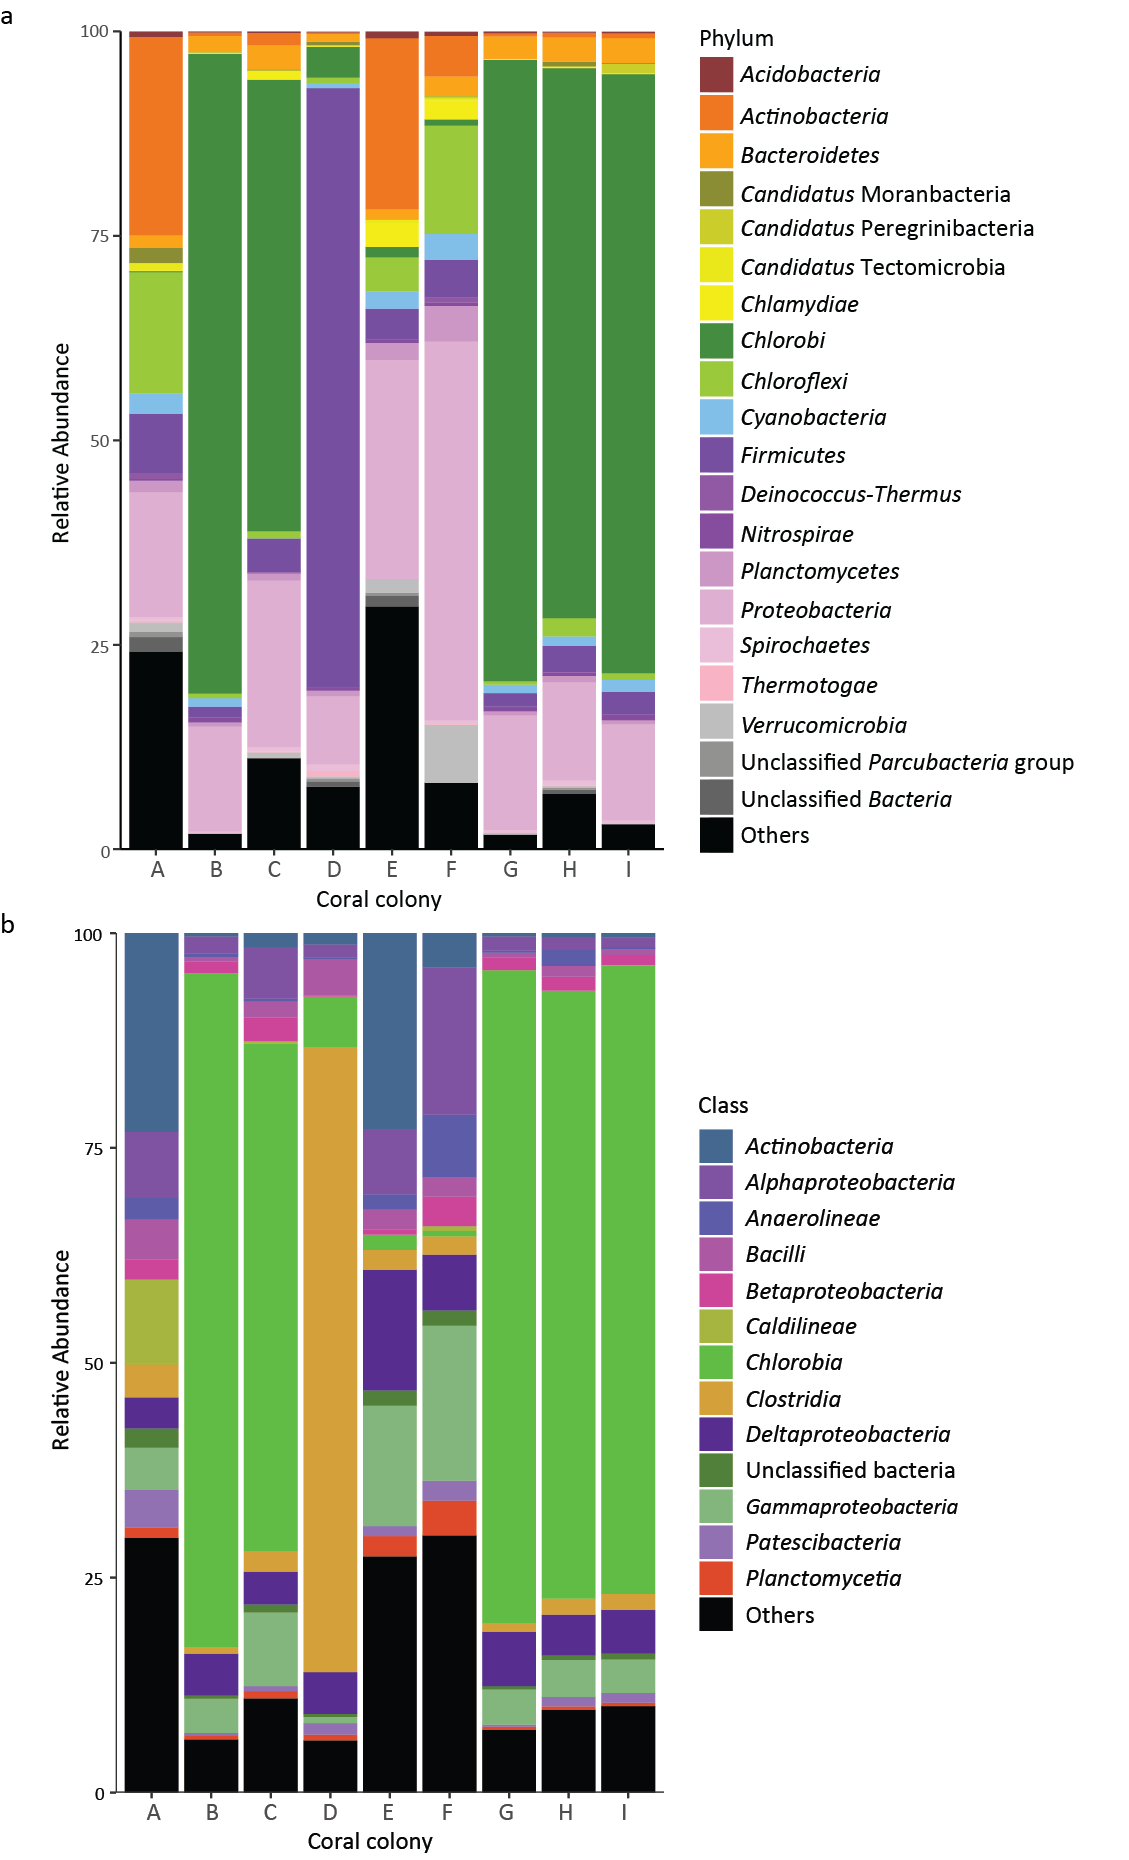 a
100
75
50
25
0
Relative Abundance
A B C D E F G H I
Coral colony
Phylum
Acidobacteria
Actinobacteria
Bacteroidetes
Candidatus Moranbacteria
Candidatus Peregrinibacteria
Candidatus Tectomicrobia
Chlamydiae
Chlorobi
Chloroflexi
Cyanobacteria
Firmicutes
Deinococcus-Thermus
Nitrospirae
Planctomycetes
Proteobacteria
Spirochaetes
Thermotogae
Verrucomicrobia
Unclassified Parcubacteria group
Unclassified Bacteria
Others
b
100
75
50
25
0
Relative Abundance
A B C D E F G H I
Coral colony
Class
Actinobacteria
Alphaproteobacteria
Anaerolineae
Bacilli
Betaproteobacteria
Caldilineae
Chlorobia
Clostridia
Deltaproteobacteria
Unclassified bacteria
Gammaproteobacteria
Patescibacteria
Planctomycetia
Others